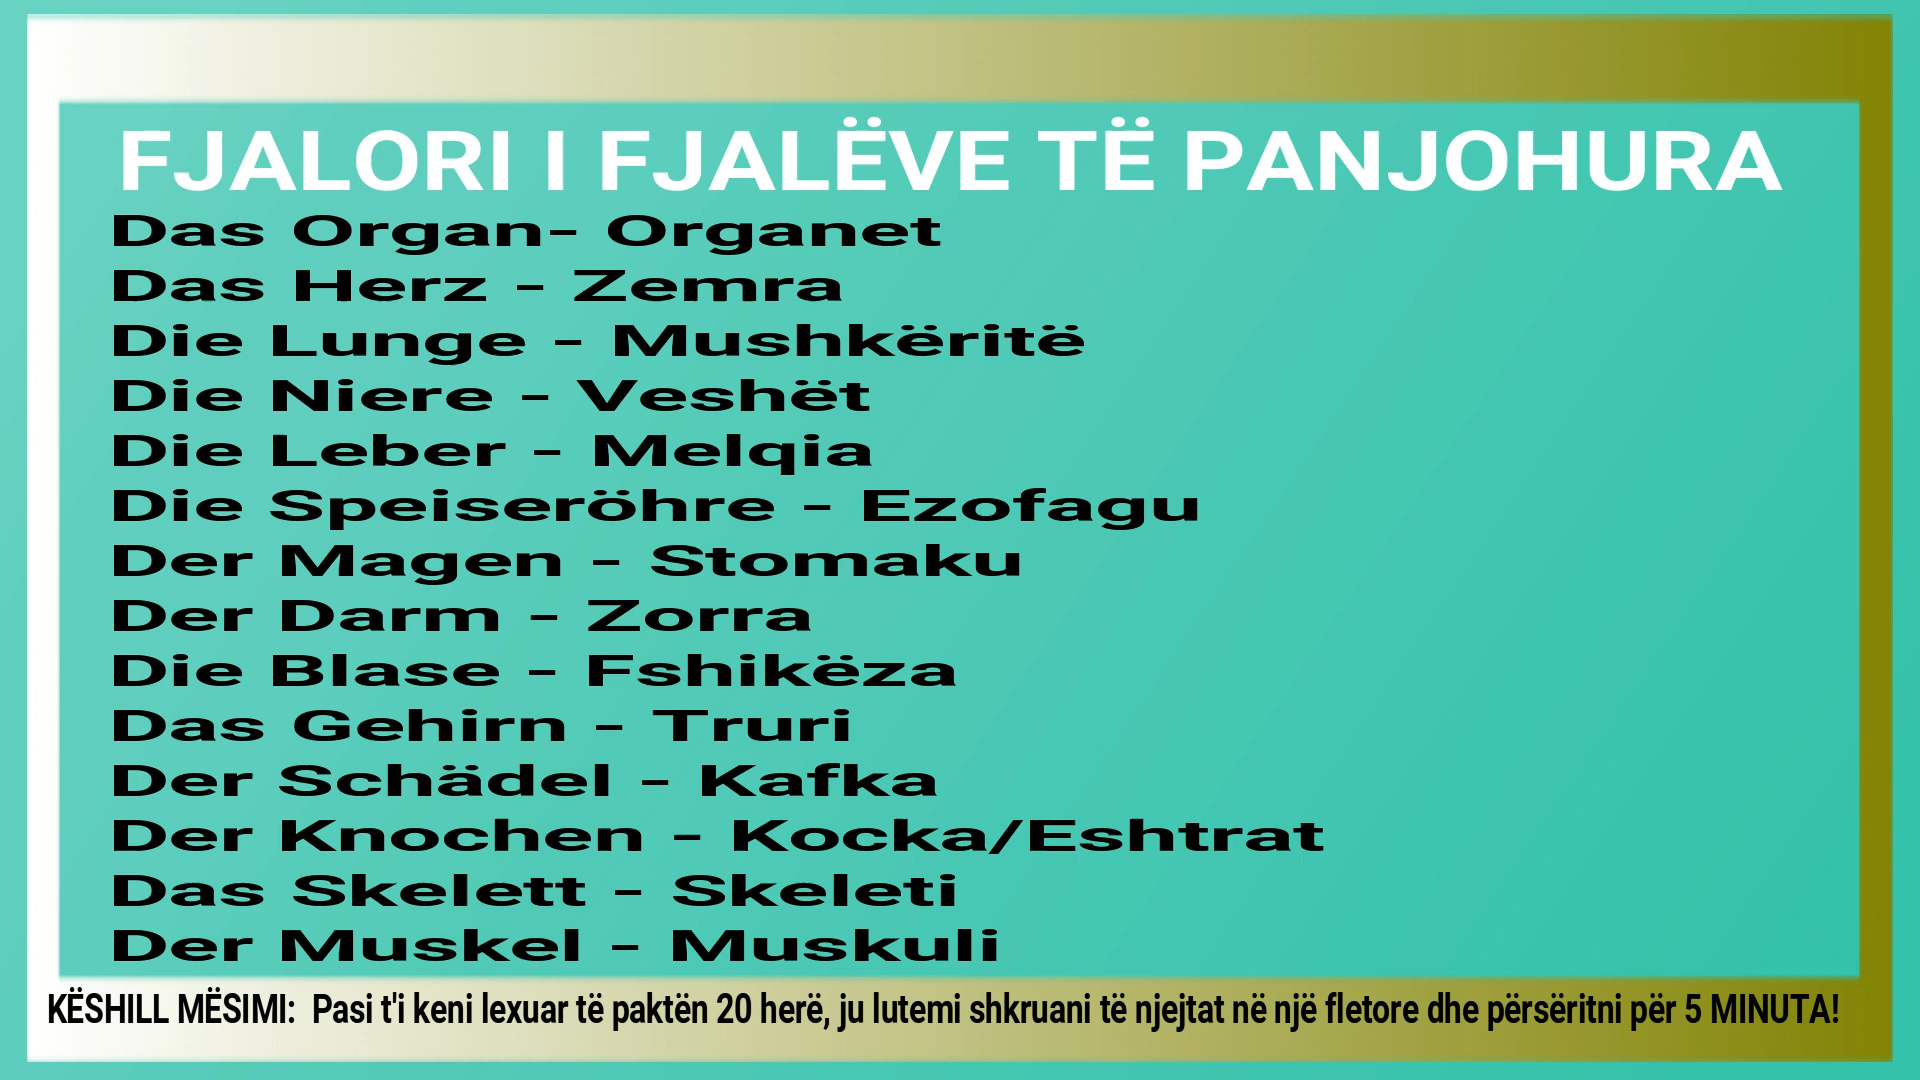 FJALORI I FJALËVE TË PANJOHURA
Das Organ- Organet
Das Herz - Zemra
Die Lunge - Mushkëritë
Die Niere - Veshët
Die Leber - Melqia
Die Speiseröhre - Ezofagu
Der Magen - Stomaku
Der Darm - Zorra
Die Blase - Fshikëza
Das Gehirn - Truri
Der Schädel - Kafka
Der Knochen - Kocka/Eshtrat
Das Skelett - Skeleti
Der Muskel - Muskuli
KËSHILL MËSIMI: Pasi t'i keni lexuar të paktën 20 herë, ju lutemi shkruani të njejtat në një fletore dhe përsëritni për 5 MINUTA!